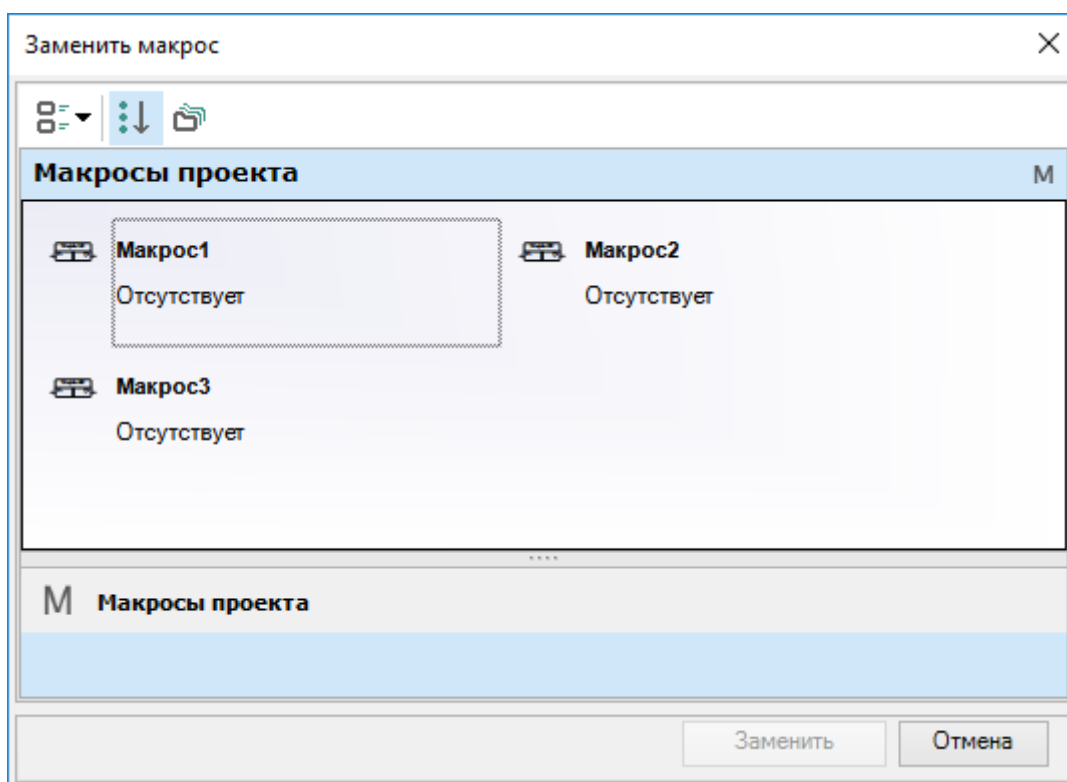 Заменить макрос
Макросы проекта M
Макрос1 Макрос2
Отсутствует Отсутствует
Макрос3
Отсутствует
M Макросы проекта
Заменить Отмена